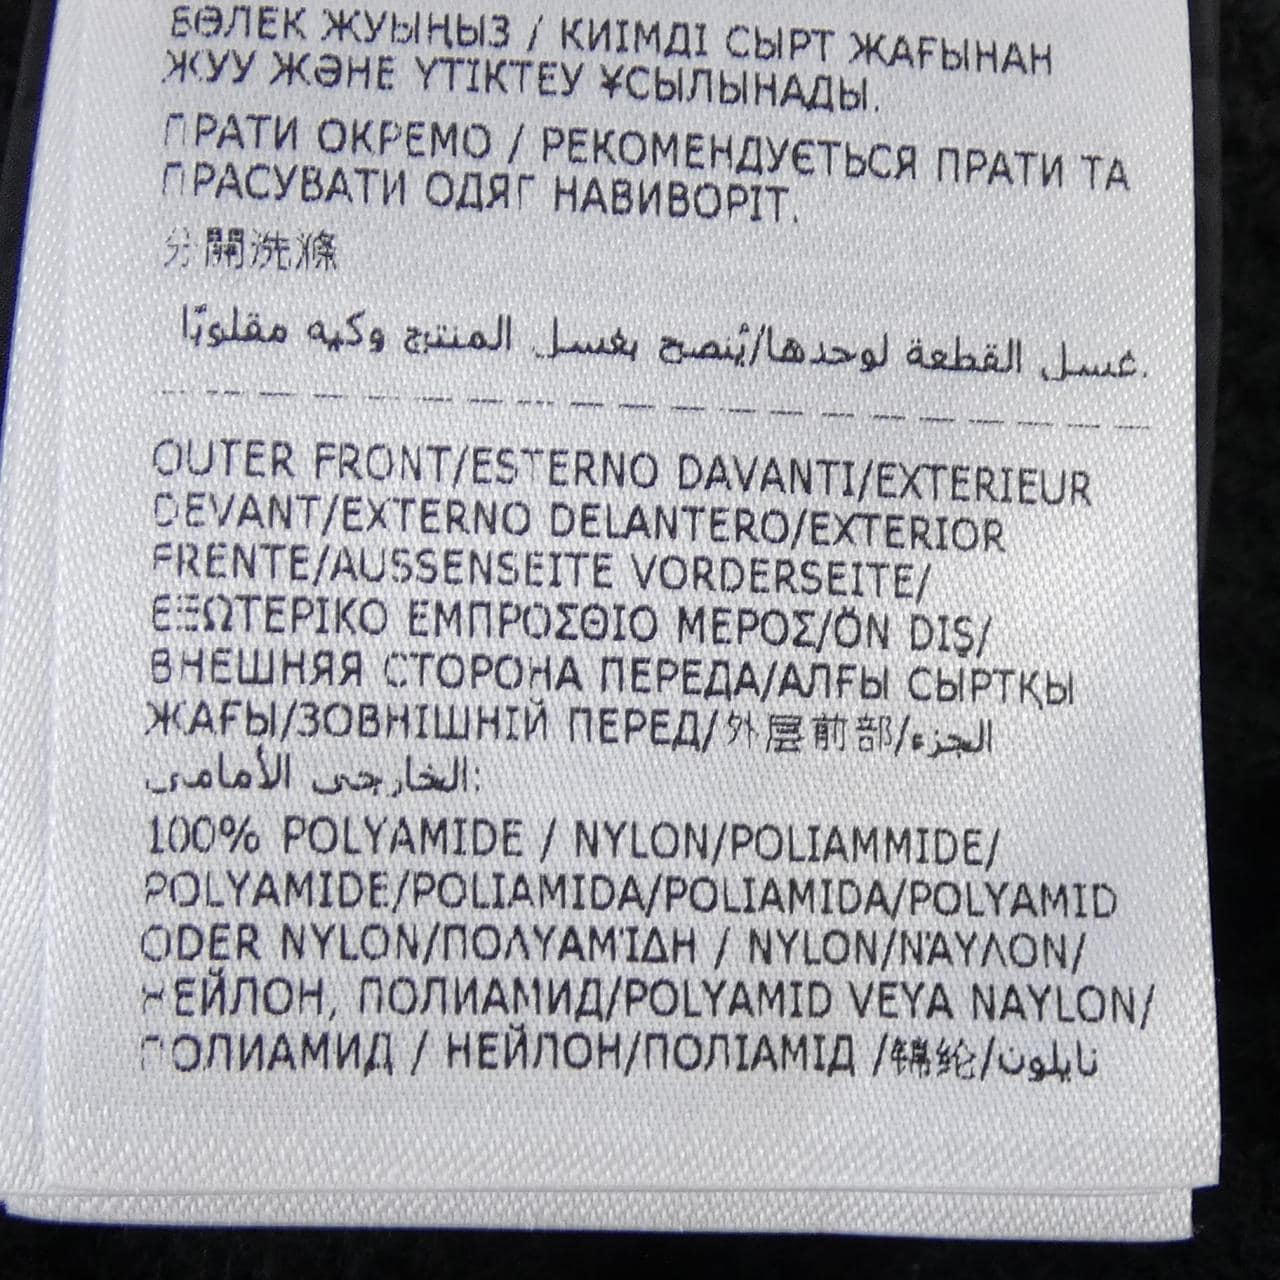 БӨЛЕК ЖУЫҢЫЗ / КИІМДІ СЫРТ ЖАҒЫНАН
ЖУУ ЖӘНЕ ҮТІКТЕУ ҰСЫЛЫНАДЫ.
ПРАТИ ОКРЕМО / РЕКОМЕНДУЄТЬСЯ ПРАТИ ТА
ПРАСУВАТИ ОДЯГ НАВИВОРІТ.
分開洗滌
غسل القطعة لوحدها/يُنصح بغسل المنتج وكيه مقلوبًا.
OUTER FRONT/ESTERNO DAVANTI/EXTERIEUR
DEVANT/EXTERNO DELANTERO/EXTERIOR
FRENTE/AUSSENSEITE VORDERSEITE/
ΕΞΩΤΕΡΙΚΟ ΕΜΠΡΟΣΘΙΟ ΜΕΡΟΣ/ÖN DIŞ/
ВНЕШНЯЯ СТОРОНА ПЕРЕДА/АЛҒЫ СЫРТҚЫ
ЖАҒЫ/ЗОВНІШНІЙ ПЕРЕД/外层前部/الجزء
الخارجي الأمامي:
100% POLYAMIDE / NYLON/POLIAMMIDE/
POLYAMIDE/POLIAMIDA/POLIAMIDA/POLYAMID
ODER NYLON/ΠΟΛΥΑΜΊΔΗ / NYLON/ΝΆΥΛΟΝ/
НЕЙЛОН, ПОЛИАМИД/POLYAMID VEYA NAYLON/
ПОЛИАМИД / НЕЙЛОН/ПОЛІАМІД /锦纶/نايلون